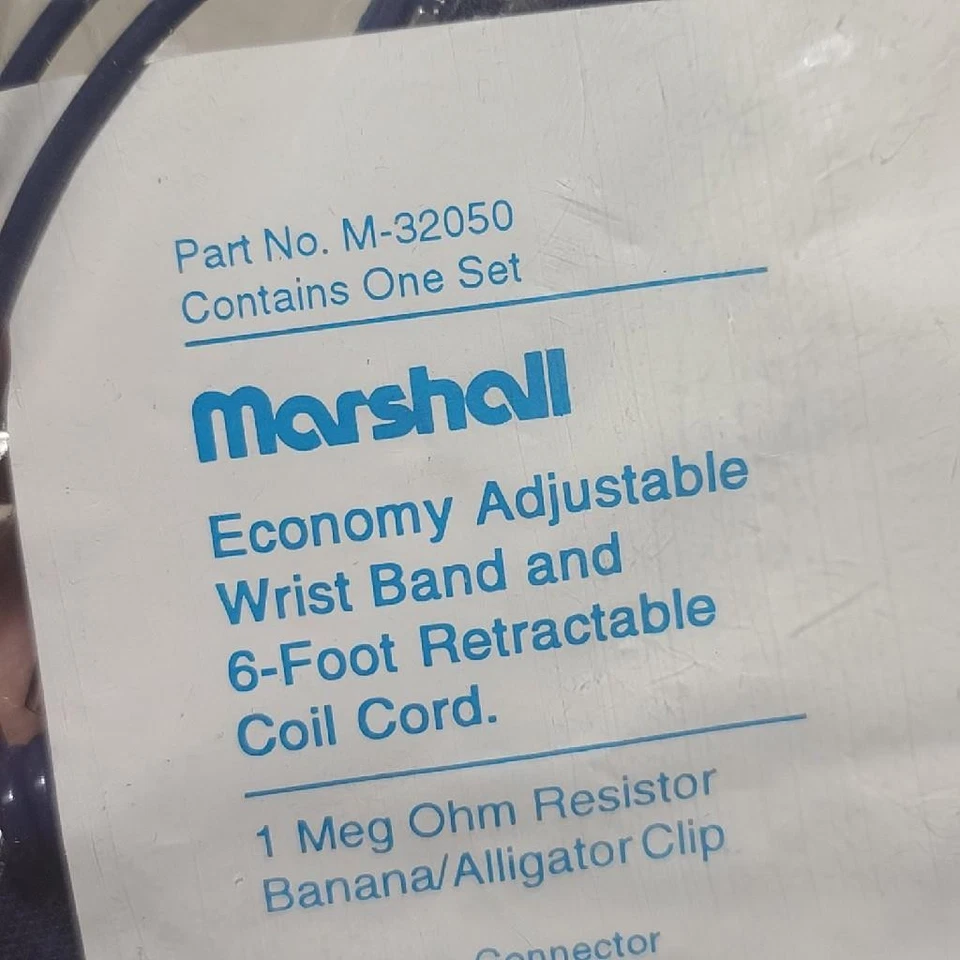 Part No. M-32050
Contains One Set
Marshall
Economy Adjustable
Wrist Band and
6-Foot Retractable
Coil Cord.
1 Meg Ohm Resistor
Banana/Alligator Clip
Connector